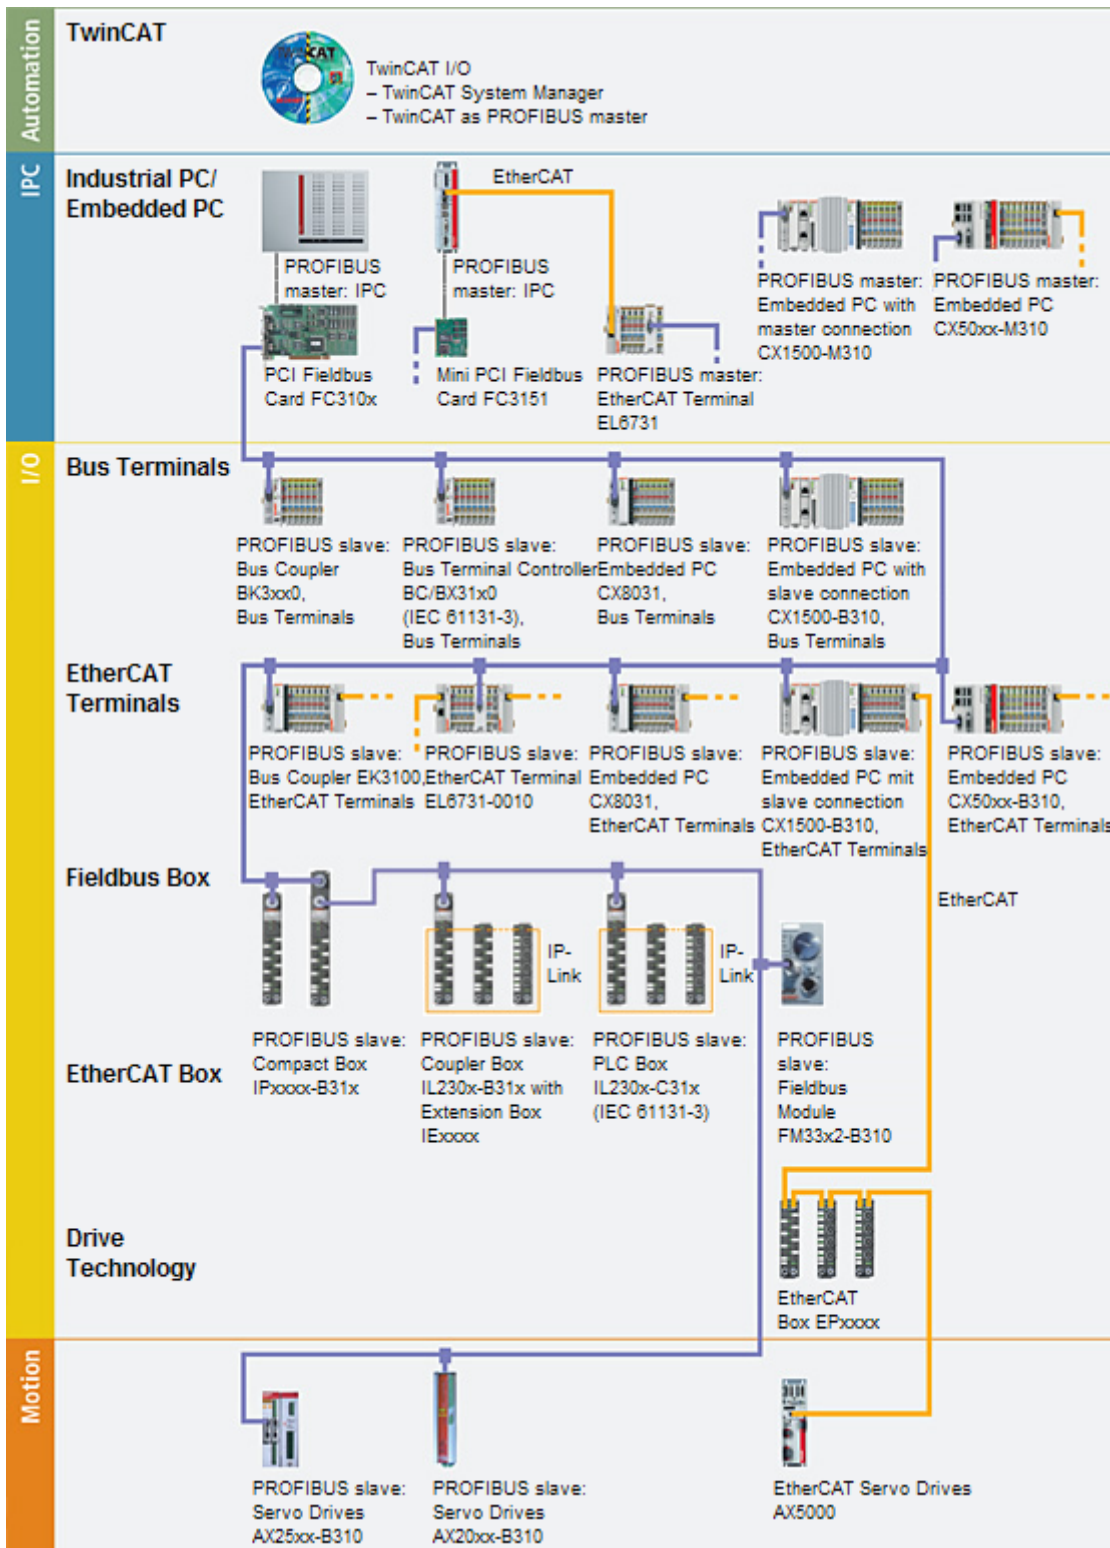 Automation
TwinCAT
TwinCAT
TwinCAT I/O
– TwinCAT System Manager
– TwinCAT as PROFIBUS master
IPC
Industrial PC/
Embedded PC
EtherCAT
PROFIBUS
master: IPC
PROFIBUS
master: IPC
PCI Fieldbus
Card FC310x
Mini PCI Fieldbus
Card FC3151
PROFIBUS master:
EtherCAT Terminal
EL6731
PROFIBUS master:
Embedded PC with
master connection
CX1500-M310
PROFIBUS master:
Embedded PC
CX50xx-M310
I/O
Bus Terminals
PROFIBUS slave:
Bus Coupler
BK3xx0,
Bus Terminals
PROFIBUS slave:
Bus Terminal Controller
BC/BX31x0
(IEC 61131-3),
Bus Terminals
PROFIBUS slave:
Embedded PC
CX8031,
Bus Terminals
PROFIBUS slave:
Embedded PC with
slave connection
CX1500-B310,
Bus Terminals
EtherCAT
Terminals
PROFIBUS slave:
Bus Coupler EK3100,
EtherCAT Terminals
PROFIBUS slave:
EtherCAT Terminal
EL6731-0010
PROFIBUS slave:
Embedded PC
CX8031,
EtherCAT Terminals
PROFIBUS slave:
Embedded PC mit
slave connection
CX1500-B310,
EtherCAT Terminals
PROFIBUS slave:
Embedded PC
CX50xx-B310,
EtherCAT Terminals
Fieldbus Box
EtherCAT
IP-
Link
IP-
Link
EtherCAT Box
PROFIBUS slave:
Compact Box
IPxxxx-B31x
PROFIBUS slave:
Coupler Box
IL230x-B31x with
Extension Box
IExxxx
PROFIBUS slave:
PLC Box
IL230x-C31x
(IEC 61131-3)
PROFIBUS
slave:
Fieldbus
Module
FM33x2-B310
Drive
Technology
EtherCAT
Box EPxxxx
Motion
PROFIBUS slave:
Servo Drives
AX25xx-B310
PROFIBUS slave:
Servo Drives
AX20xx-B310
EtherCAT Servo Drives
AX5000